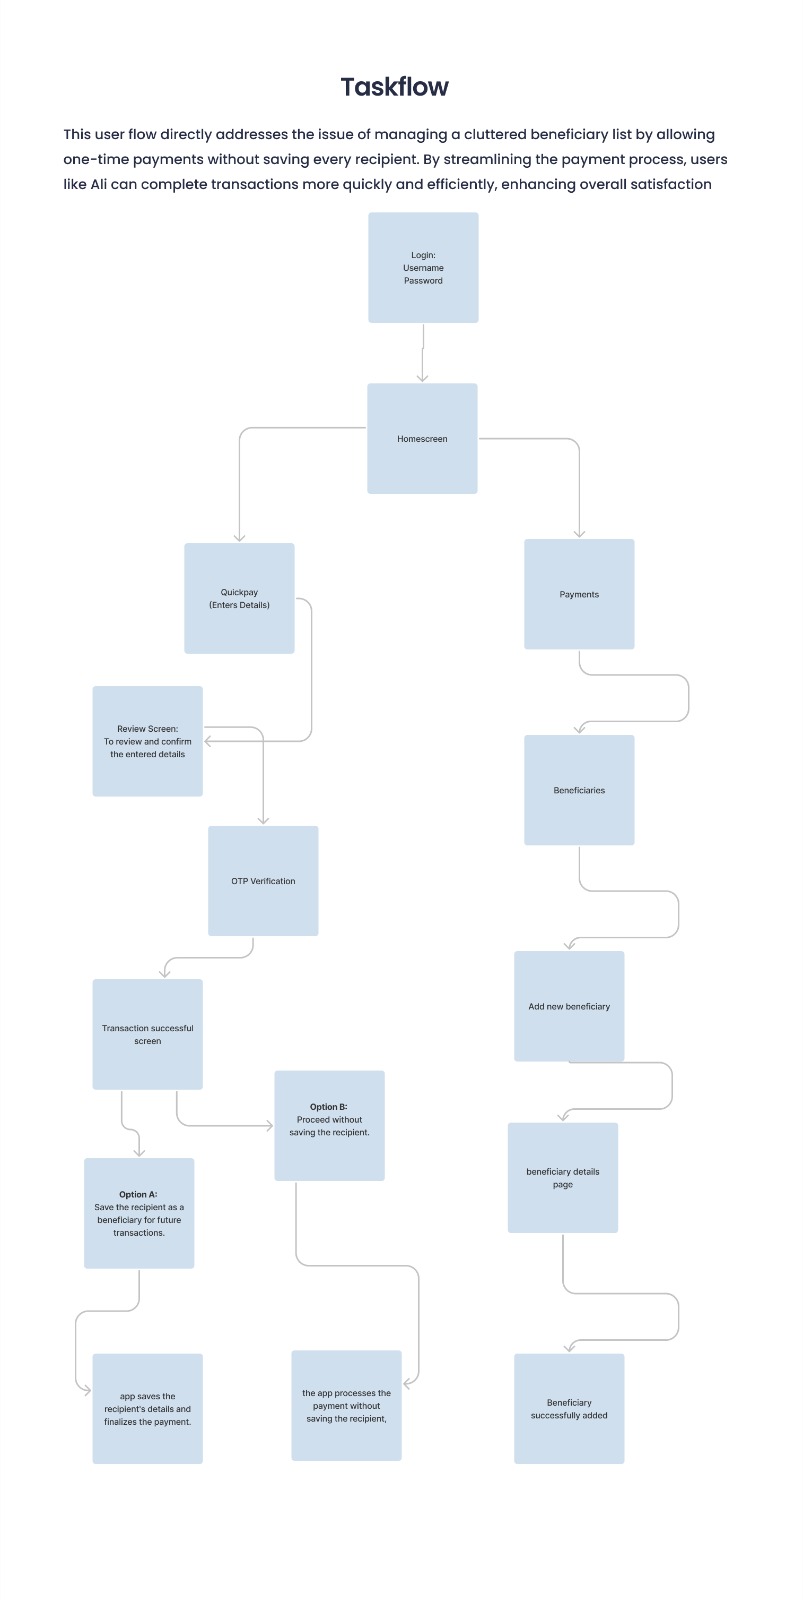 Taskflow
This user flow directly addresses the issue of managing a cluttered beneficiary list by allowing
one-time payments without saving every recipient. By streamlining the payment process, users
like Ali can complete transactions more quickly and efficiently, enhancing overall satisfaction
Login:
Username
Password
Homescreen
Quickpay
(Enters Details)
Payments
Review Screen:
To review and confirm
the entered details
Beneficiaries
OTP Verification
Add new beneficiary
Transaction successful
screen
Option B:
Proceed without
saving the recipient.
beneficiary details
page
Option A:
Save the recipient as a
beneficiary for future
transactions.
app saves the
recipient's details and
finalizes the payment.
the app processes the
payment without
saving the recipient,
Beneficiary
successfully added